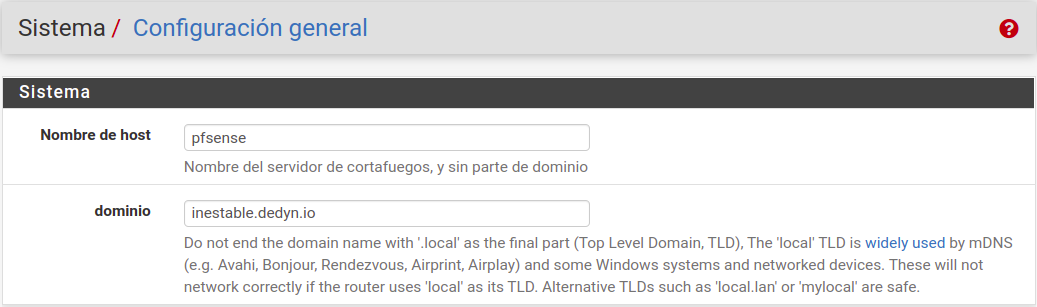 Sistema / Configuración general
Sistema
Nombre de host
pfsense
Nombre del servidor de cortafuegos, y sin parte de dominio
dominio
inestable.dedyn.io
Do not end the domain name with '.local' as the final part (Top Level Domain, TLD), The 'local' TLD is widely used by mDNS
(e.g. Avahi, Bonjour, Rendezvous, Airprint, Airplay) and some Windows systems and networked devices. These will not
network correctly if the router uses 'local' as its TLD. Alternative TLDs such as 'local.lan' or 'mylocal' are safe.